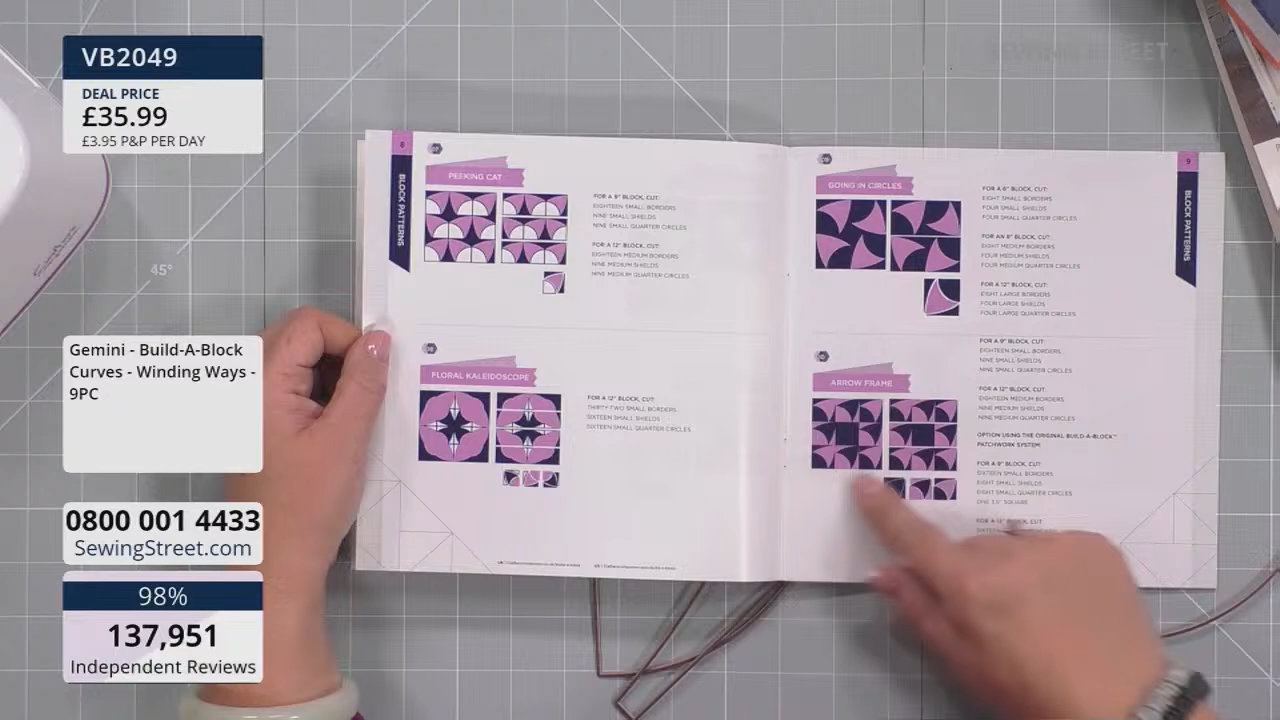 VB2049
DEAL PRICE
£35.99
£3.95 P&P PER DAY
Gemini - Build-A-Block
Curves - Winding Ways -
9PC
0800 001 4433
SewingStreet.com
98%
137,951
Independent Reviews
SEWING STREET
45°
8
BLOCK PATTERNS
PEEKING CAT
FOR A 9" BLOCK, CUT:
EIGHTEEN SMALL BORDERS
NINE SMALL SHIELDS
NINE SMALL QUARTER CIRCLES
FOR A 12" BLOCK, CUT:
EIGHTEEN MEDIUM BORDERS
NINE MEDIUM SHIELDS
NINE MEDIUM QUARTER CIRCLES
FLORAL KALEIDOSCOPE
FOR A 12" BLOCK, CUT:
THIRTY TWO SMALL BORDERS
SIXTEEN SMALL SHIELDS
SIXTEEN SMALL QUARTER CIRCLES
9
BLOCK PATTERNS
GOING IN CIRCLES
FOR A 6" BLOCK, CUT:
EIGHT SMALL BORDERS
FOUR SMALL SHIELDS
FOUR SMALL QUARTER CIRCLES
FOR AN 8" BLOCK, CUT:
EIGHT MEDIUM BORDERS
FOUR MEDIUM SHIELDS
FOUR MEDIUM QUARTER CIRCLES
FOR A 12" BLOCK, CUT:
EIGHT LARGE BORDERS
FOUR LARGE SHIELDS
FOUR LARGE QUARTER CIRCLES
ARROW FRAME
FOR A 9" BLOCK, CUT:
EIGHTEEN SMALL BORDERS
NINE SMALL SHIELDS
NINE SMALL QUARTER CIRCLES
FOR A 12" BLOCK, CUT:
EIGHTEEN MEDIUM BORDERS
NINE MEDIUM SHIELDS
NINE MEDIUM QUARTER CIRCLES
OPTION USING THE ORIGINAL BUILD-A-BLOCK™
PATCHWORK SYSTEM
FOR A 9" BLOCK, CUT:
SIXTEEN SMALL BORDERS
EIGHT SMALL SHIELDS
EIGHT SMALL QUARTER CIRCLES
FOR A 12" BLOCK, CUT